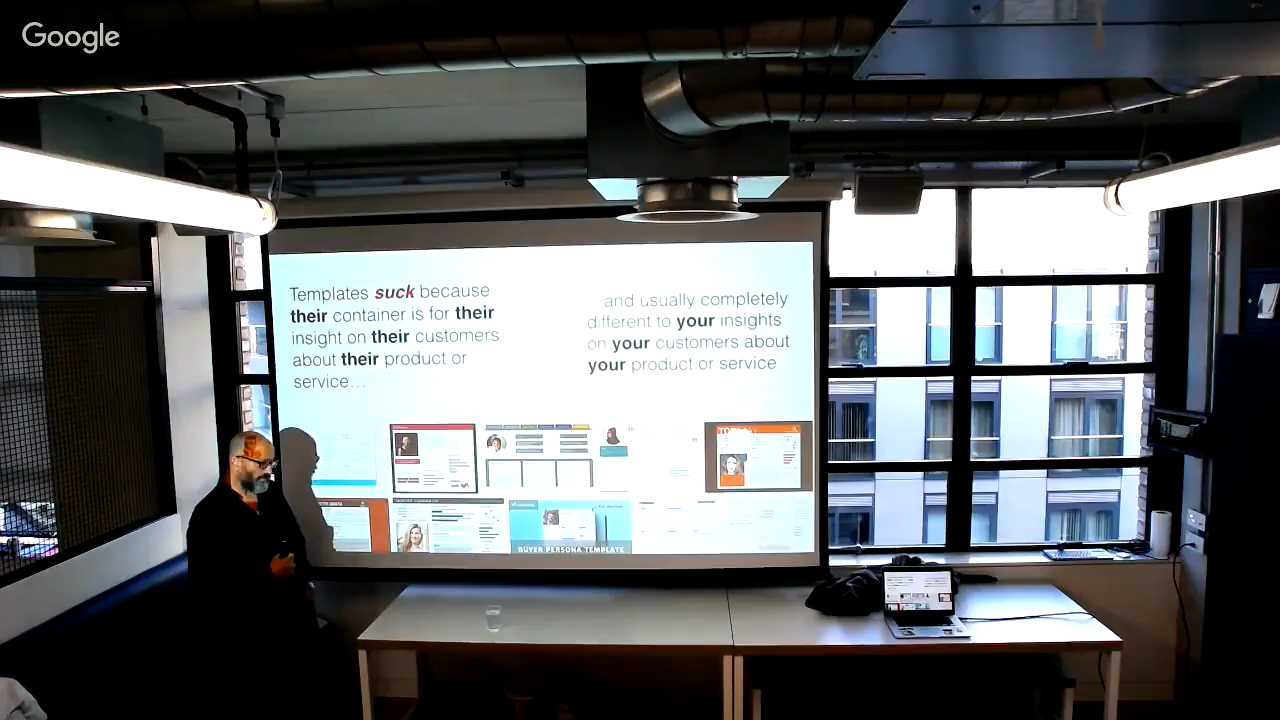 Google
Templates suck because
their container is for their
insight on their customers
about their product or
service…
and usually completely
different to your insights
on your customers about
your product or service
BUYER PERSONA TEMPLATE